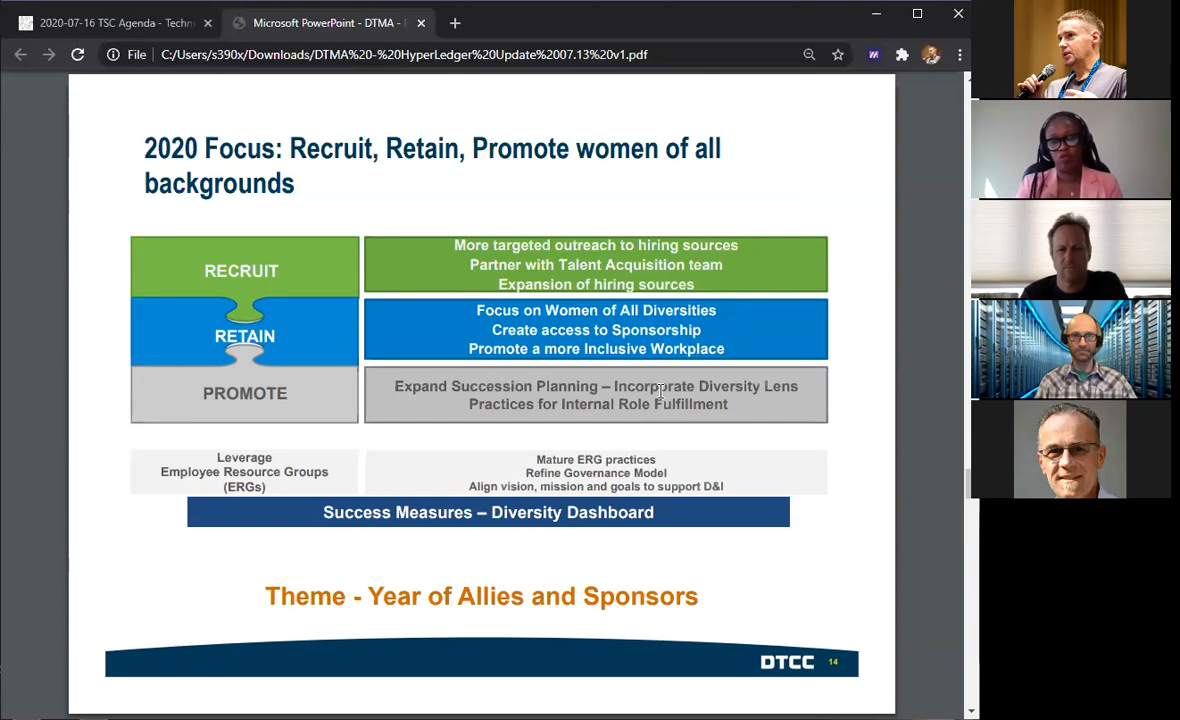 2020-07-16 TSC Agenda - Techn
Microsoft PowerPoint - DTMA -
File
C:/Users/s390x/Downloads/DTMA%20-%20HyperLedger%20Update%2007.13%20v1.pdf
2020 Focus: Recruit, Retain, Promote women of all
backgrounds
RECRUIT
More targeted outreach to hiring sources
Partner with Talent Acquisition team
Expansion of hiring sources
RETAIN
Focus on Women of All Diversities
Create access to Sponsorship
Promote a more Inclusive Workplace
PROMOTE
Expand Succession Planning – Incorporate Diversity Lens
Practices for Internal Role Fulfillment
Leverage
Employee Resource Groups
(ERGs)
Mature ERG practices
Refine Governance Model
Align vision, mission and goals to support D&I
Success Measures – Diversity Dashboard
Theme - Year of Allies and Sponsors
DTCC
14